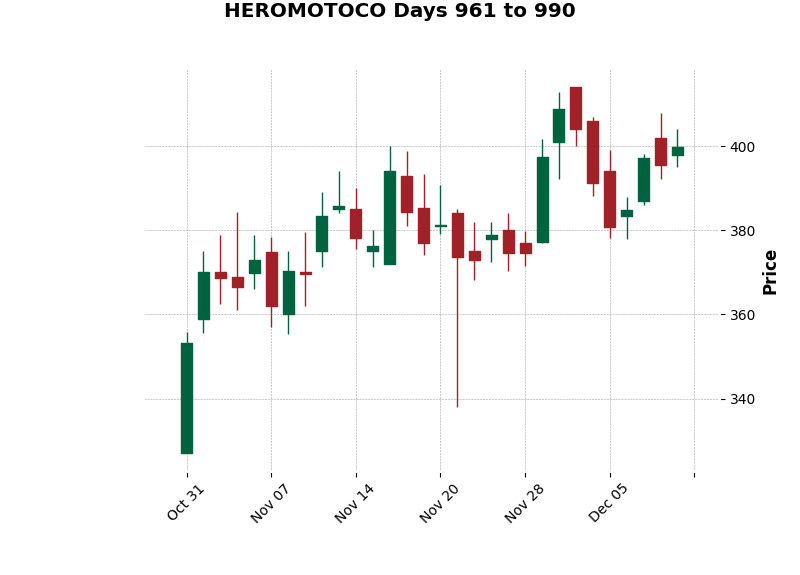 HEROMOTOCO Days 961 to 990
400
380
360
340
Price
Oct 31
Nov 07
Nov 14
Nov 20
Nov 28
Dec 05